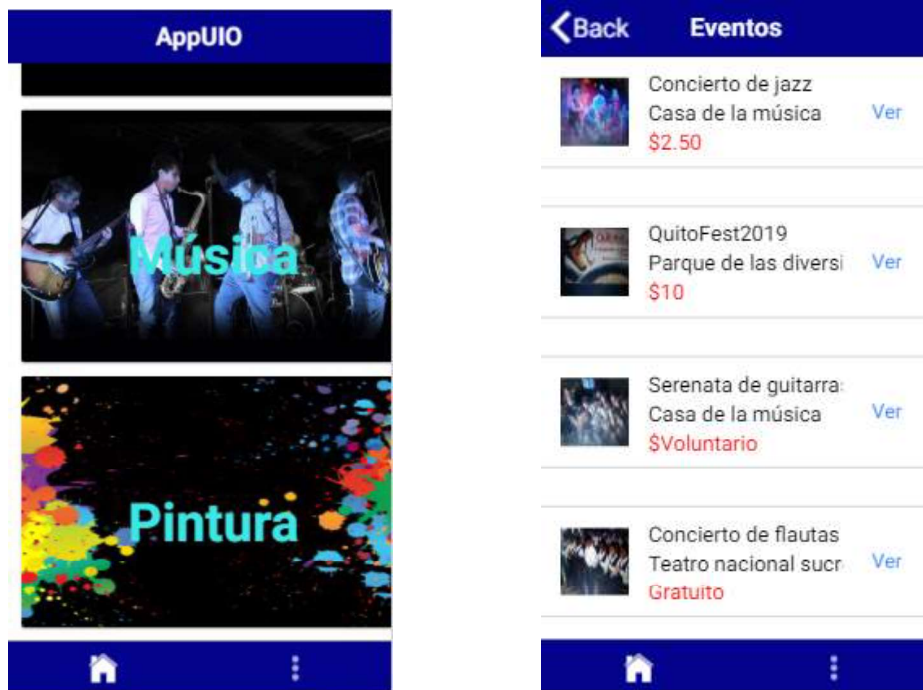 AppUIO
Música
Pintura
Back Eventos
Concierto de jazz
Casa de la música
$2.50
Ver
QuitoFest2019
Parque de las diversi
$10
Ver
Serenata de guitarra
Casa de la música
$Voluntario
Ver
Concierto de flautas
Teatro nacional sucr
Gratuito
Ver